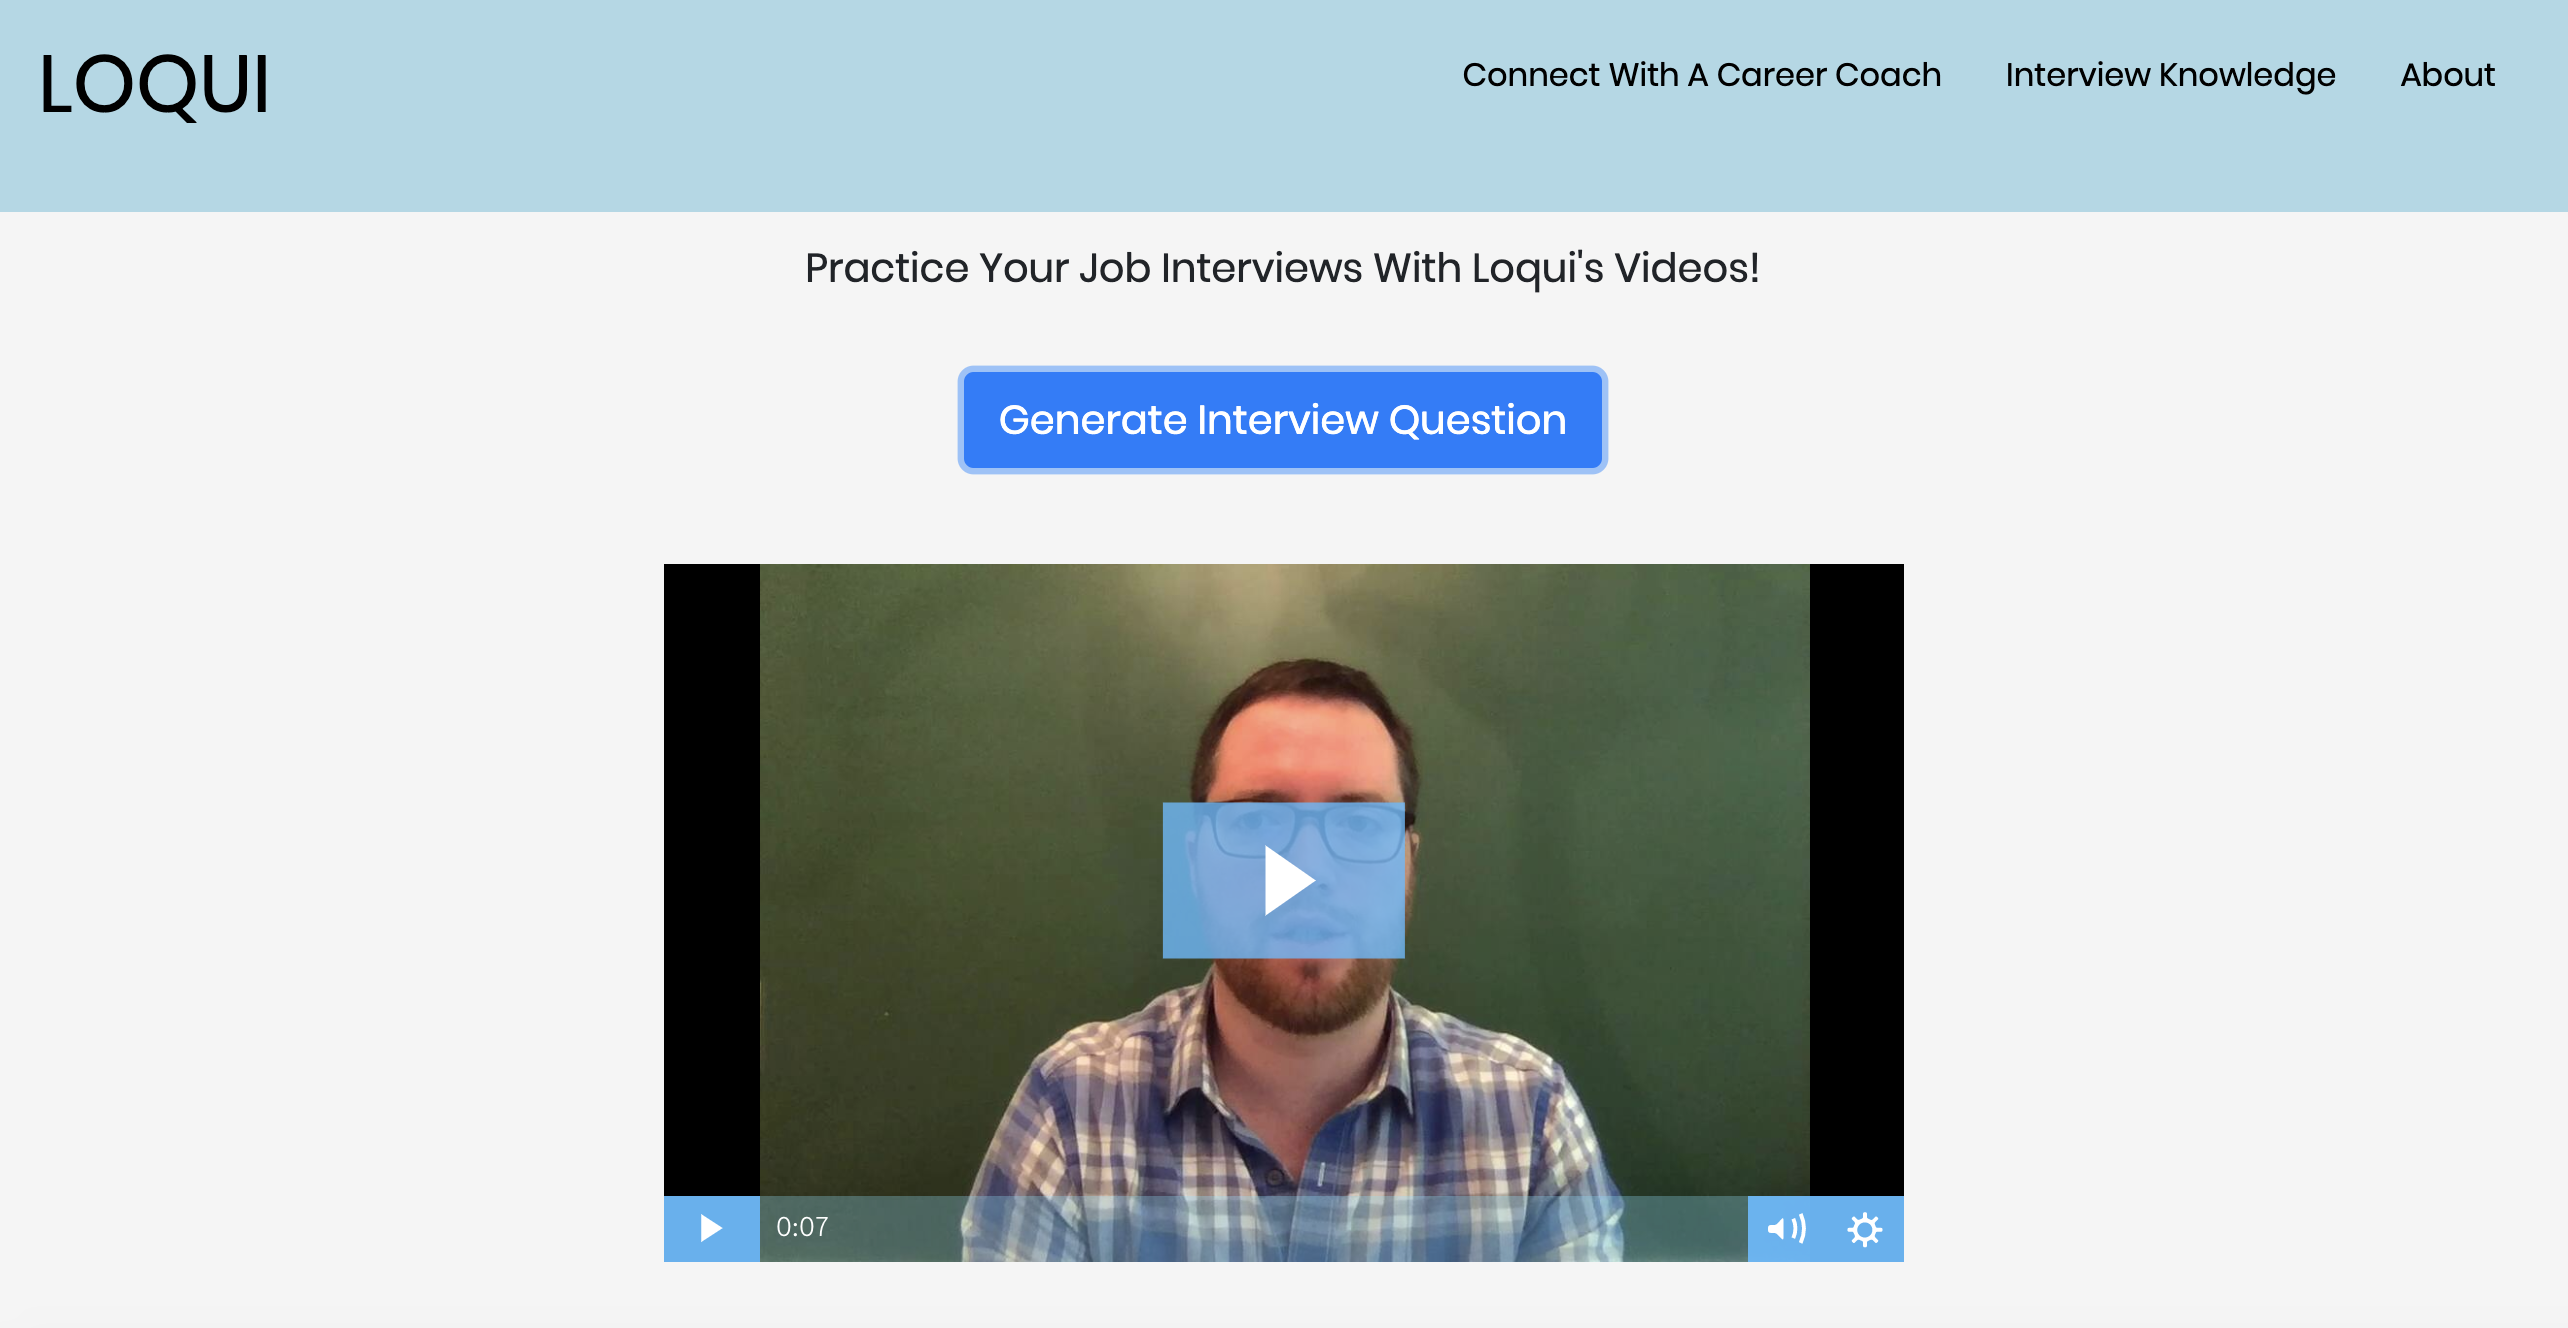 LOQUI
Connect With A Career Coach
Interview Knowledge
About
Practice Your Job Interviews With Loqui's Videos!
Generate Interview Question
0:07